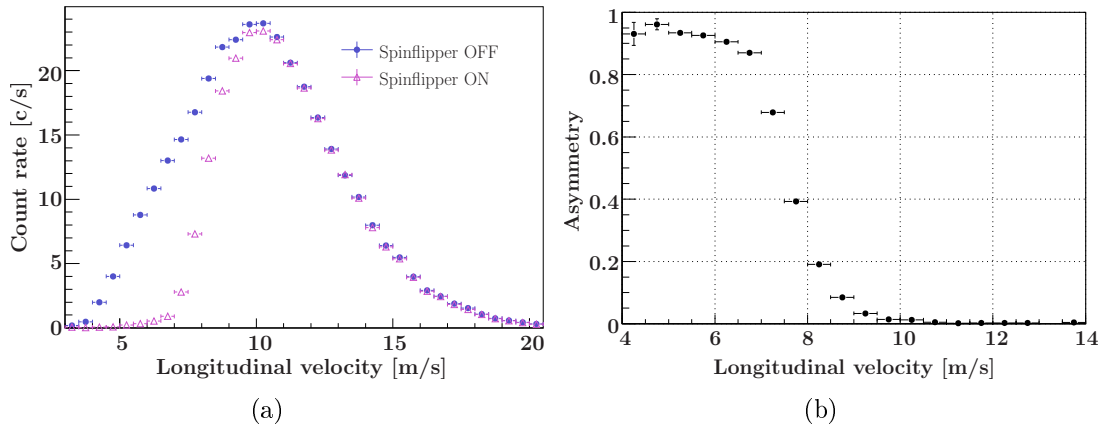 Count rate [c/s]
20
15
10
5
0
Spinflipper OFF
Spinflipper ON
5 10 15 20
Longitudinal velocity [m/s]
(a)
Asymmetry
1
0.8
0.6
0.4
0.2
0
4 6 8 10 12 14
Longitudinal velocity [m/s]
(b)